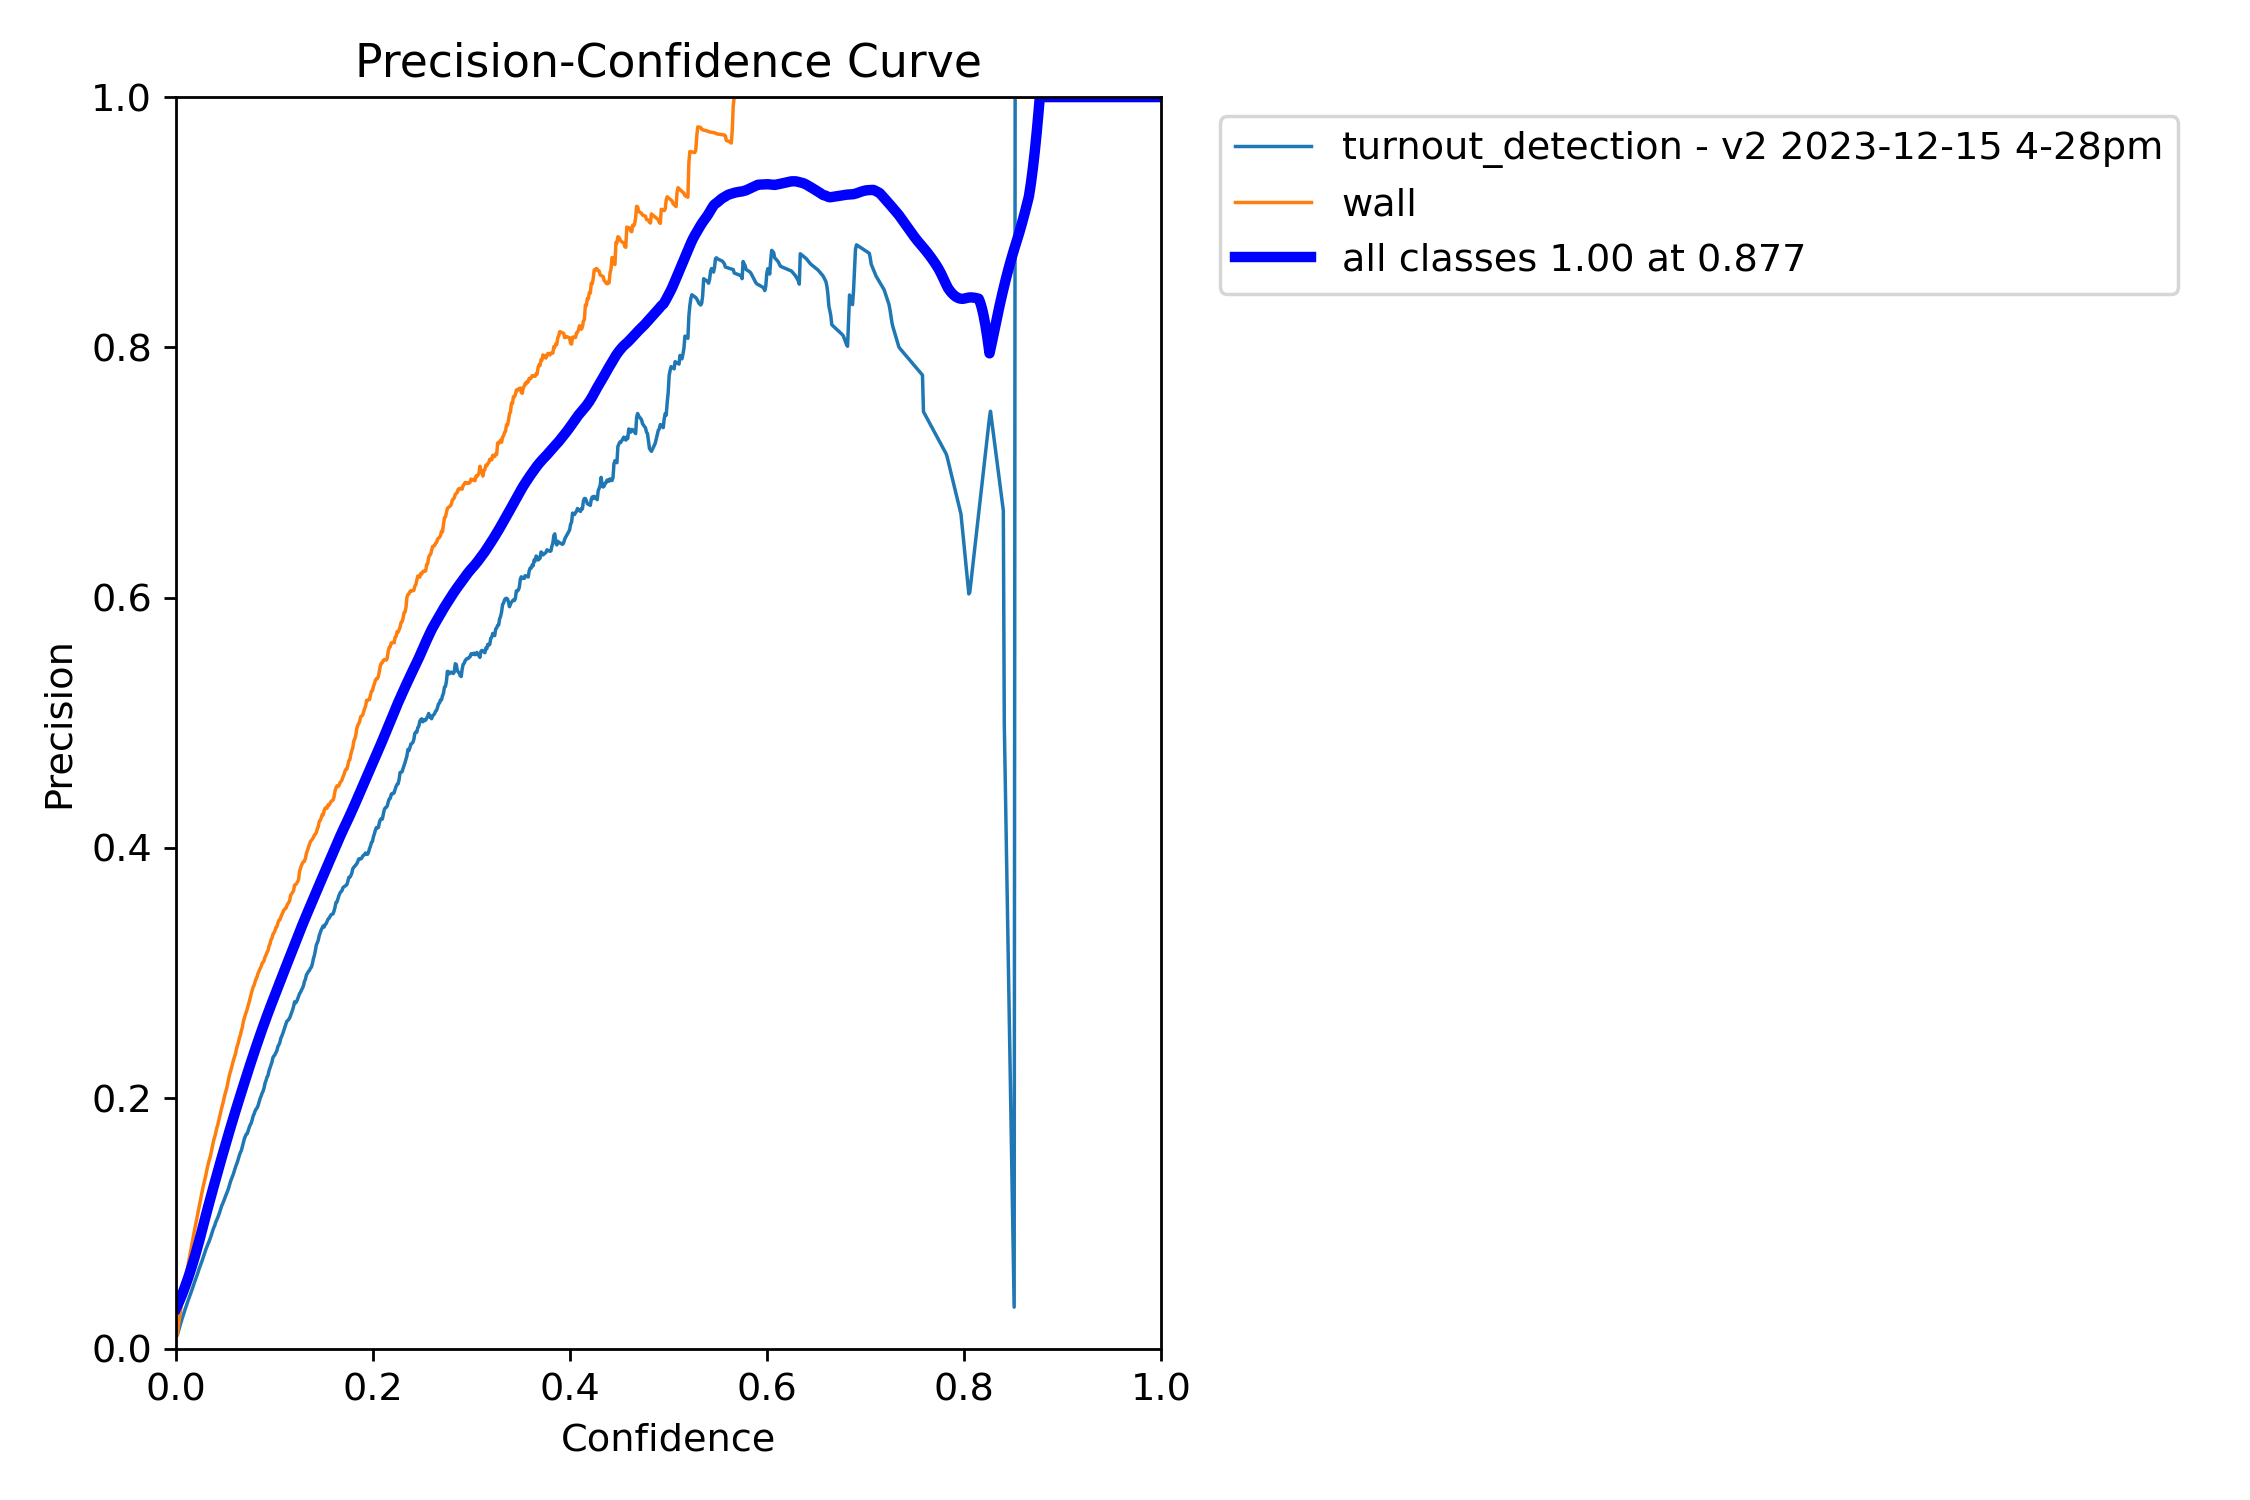 Precision-Confidence Curve
1.0
0.8
0.6
0.4
0.2
0.0
Precision
0.0 0.2 0.4 0.6 0.8 1.0
Confidence
turnout_detection - v2 2023-12-15 4-28pm
wall
all classes 1.00 at 0.877